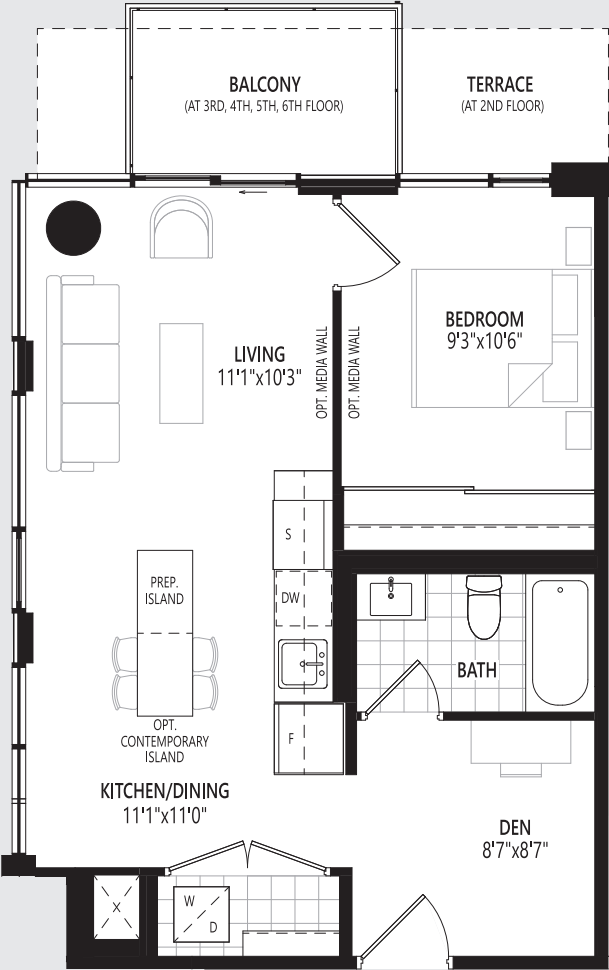 BALCONY
(AT 3RD, 4TH, 5TH, 6TH FLOOR)
TERRACE
(AT 2ND FLOOR)
BEDROOM
9'3"x10'6"
LIVING
11'1"x10'3"
OPT. MEDIA WALL
OPT. MEDIA WALL
S
DW
PREP.
ISLAND
BATH
OPT.
CONTEMPORARY
ISLAND
F
KITCHEN/DINING
11'1"x11'0"
DEN
8'7"x8'7"
W
D
X